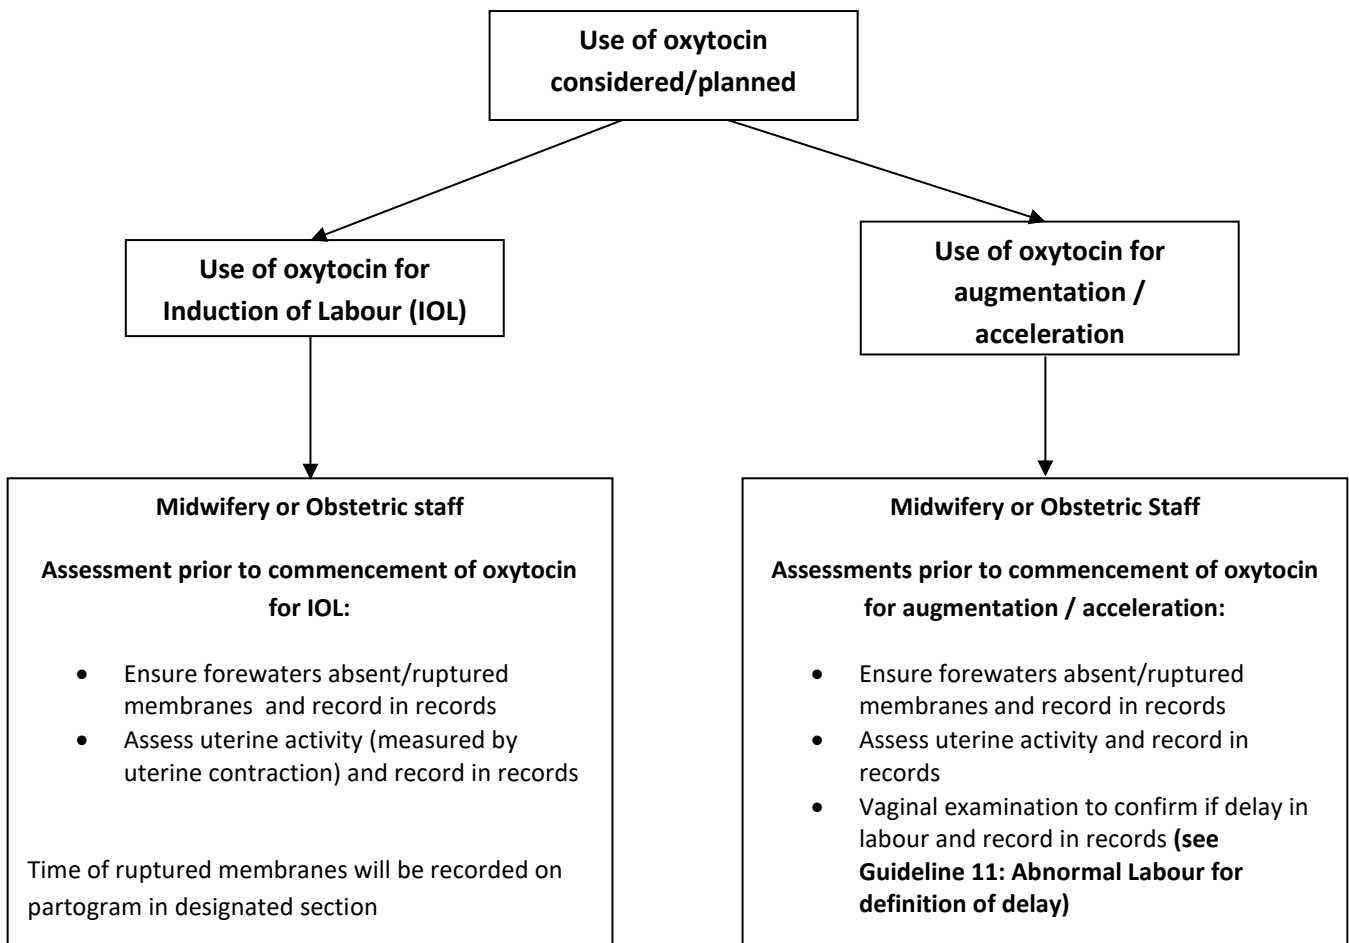 Use of oxytocin
considered/planned
Use of oxytocin for
Induction of Labour (IOL)
Use of oxytocin for
augmentation /
acceleration
Midwifery or Obstetric staff
Assessment prior to commencement of oxytocin
for IOL:
• Ensure forewaters absent/ruptured
membranes  and record in records
• Assess uterine activity (measured by
uterine contraction) and record in records
Time of ruptured membranes will be recorded on
partogram in designated section
Midwifery or Obstetric Staff
Assessments prior to commencement of oxytocin
for augmentation / acceleration:
• Ensure forewaters absent/ruptured
membranes and record in records
• Assess uterine activity and record in
records
• Vaginal examination to confirm if delay in
labour and record in records (see
Guideline 11: Abnormal Labour for
definition of delay)